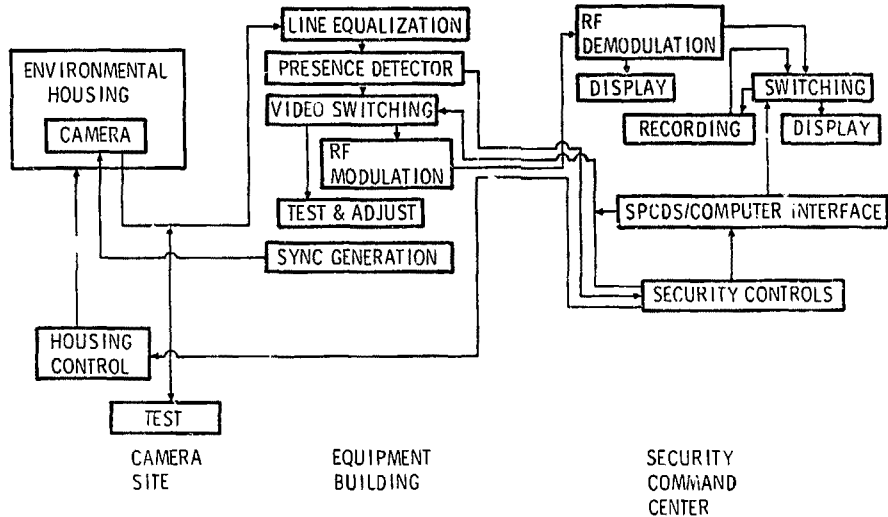 ENVIRONMENTAL
HOUSING
CAMERA
HOUSING
CONTROL
TEST
CAMERA
SITE
LINE EQUALIZATION
PRESENCE DETECTOR
VIDEO SWITCHING
RF
MODULATION
TEST & ADJUST
SYNC GENERATION
EQUIPMENT
BUILDING
RF
DEMODULATION
DISPLAY
SWITCHING
RECORDING
DISPLAY
SPCDS/COMPUTER INTERFACE
SECURITY CONTROLS
SECURITY
COMMAND
CENTER